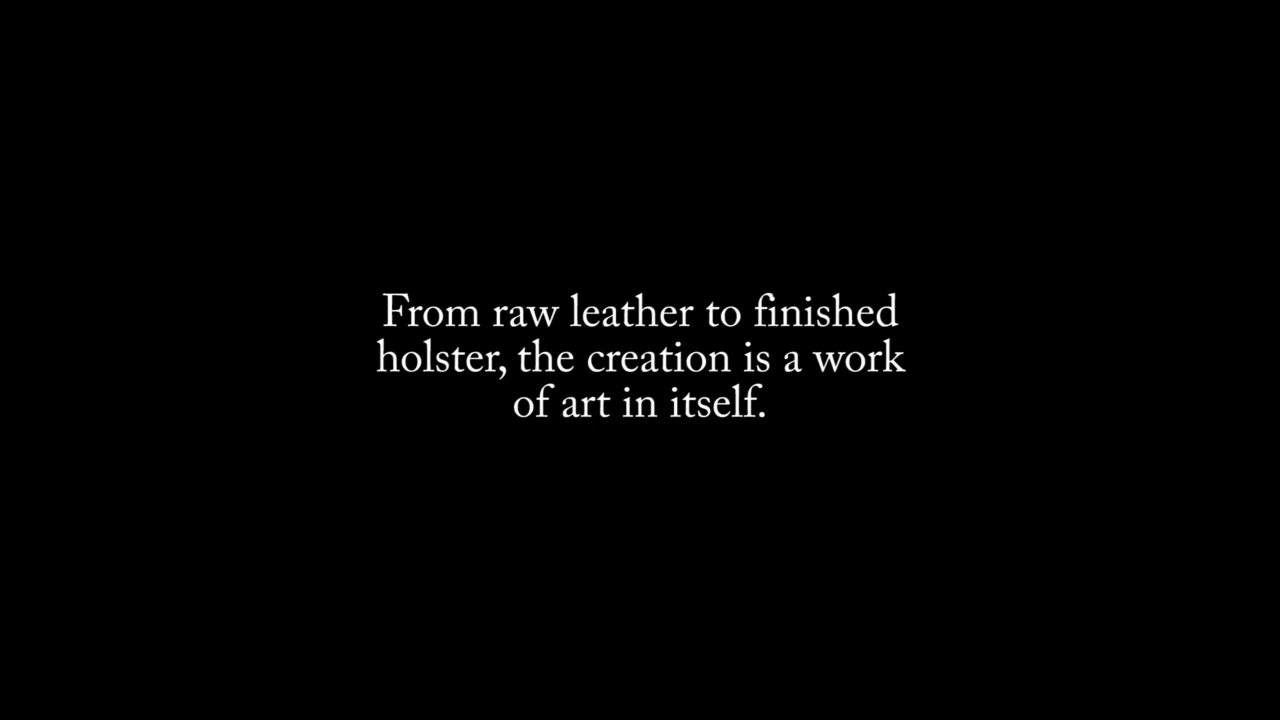 From raw leather to finished
holster, the creation is a work
of art in itself.